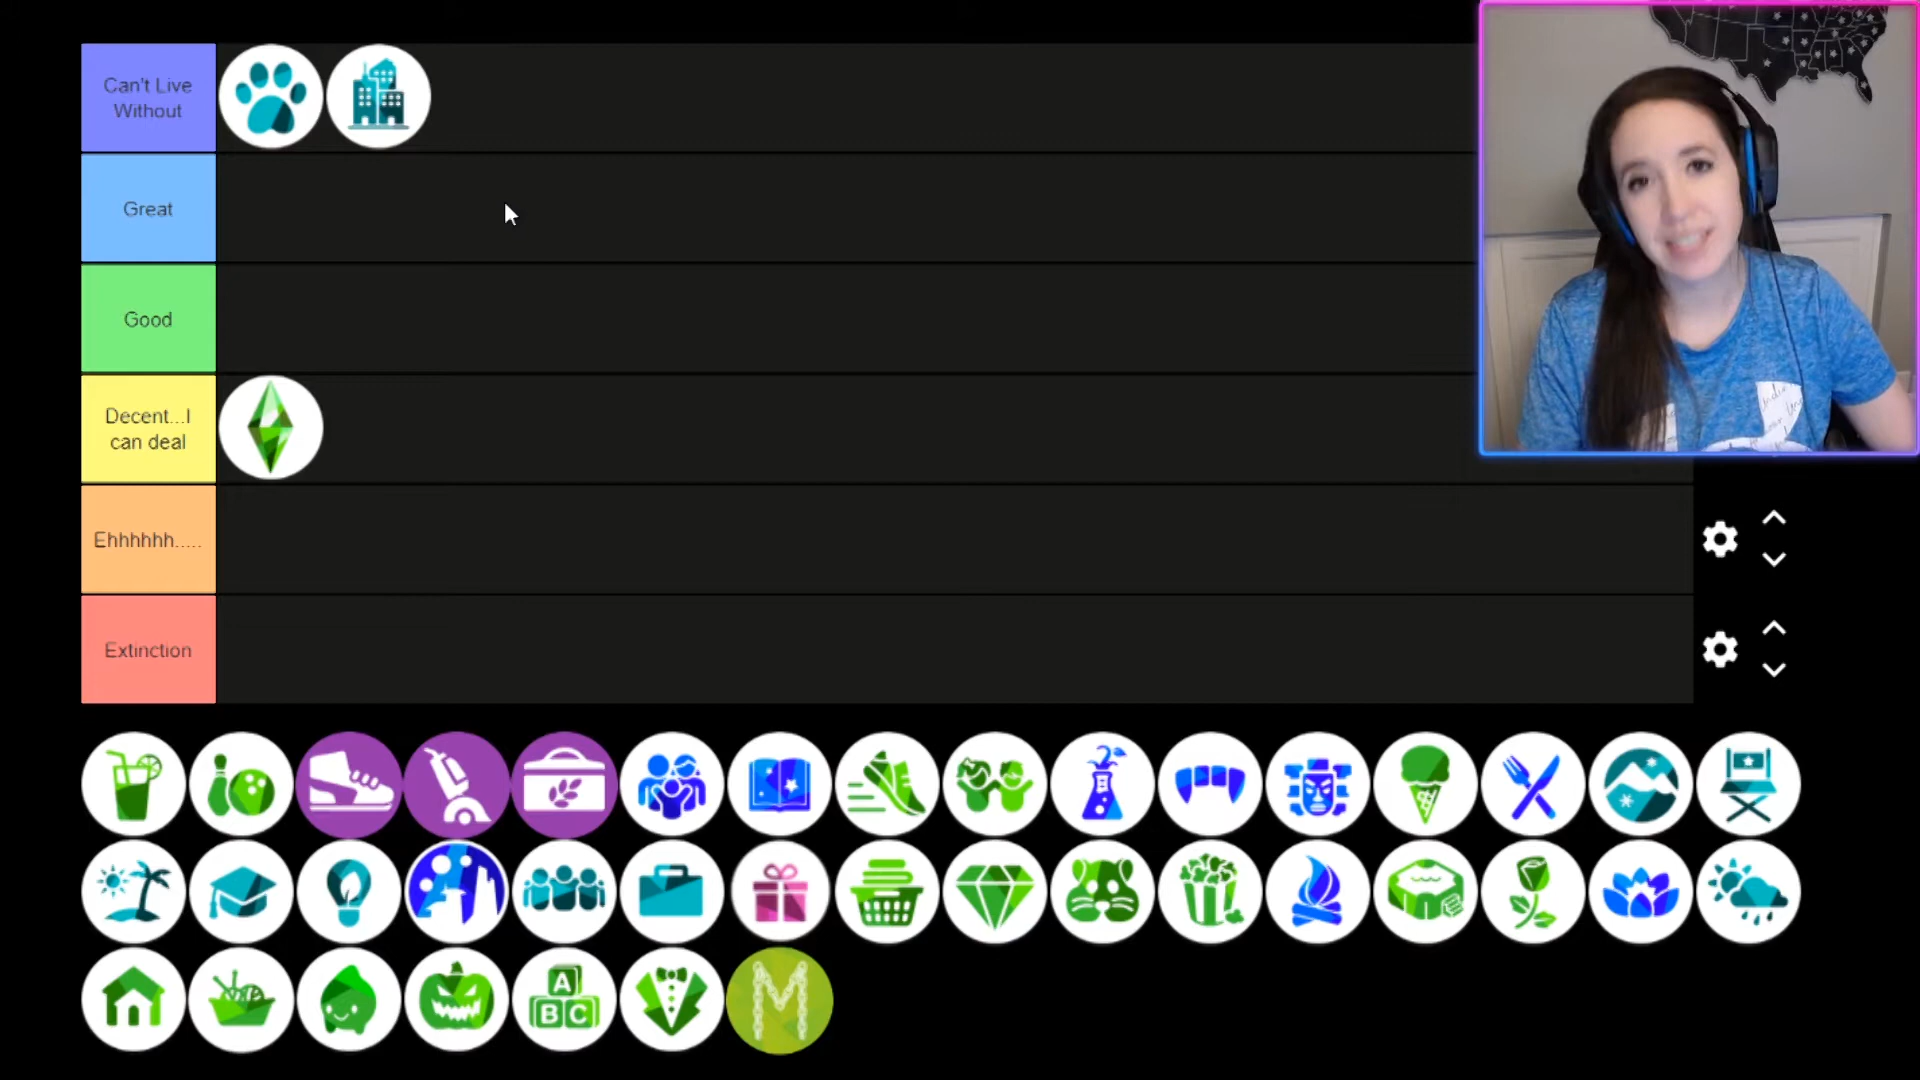 Can't Live
Without
Great
Good
Decent...I
can deal
Ehhhhhh.....
Extinction
A
B C
M